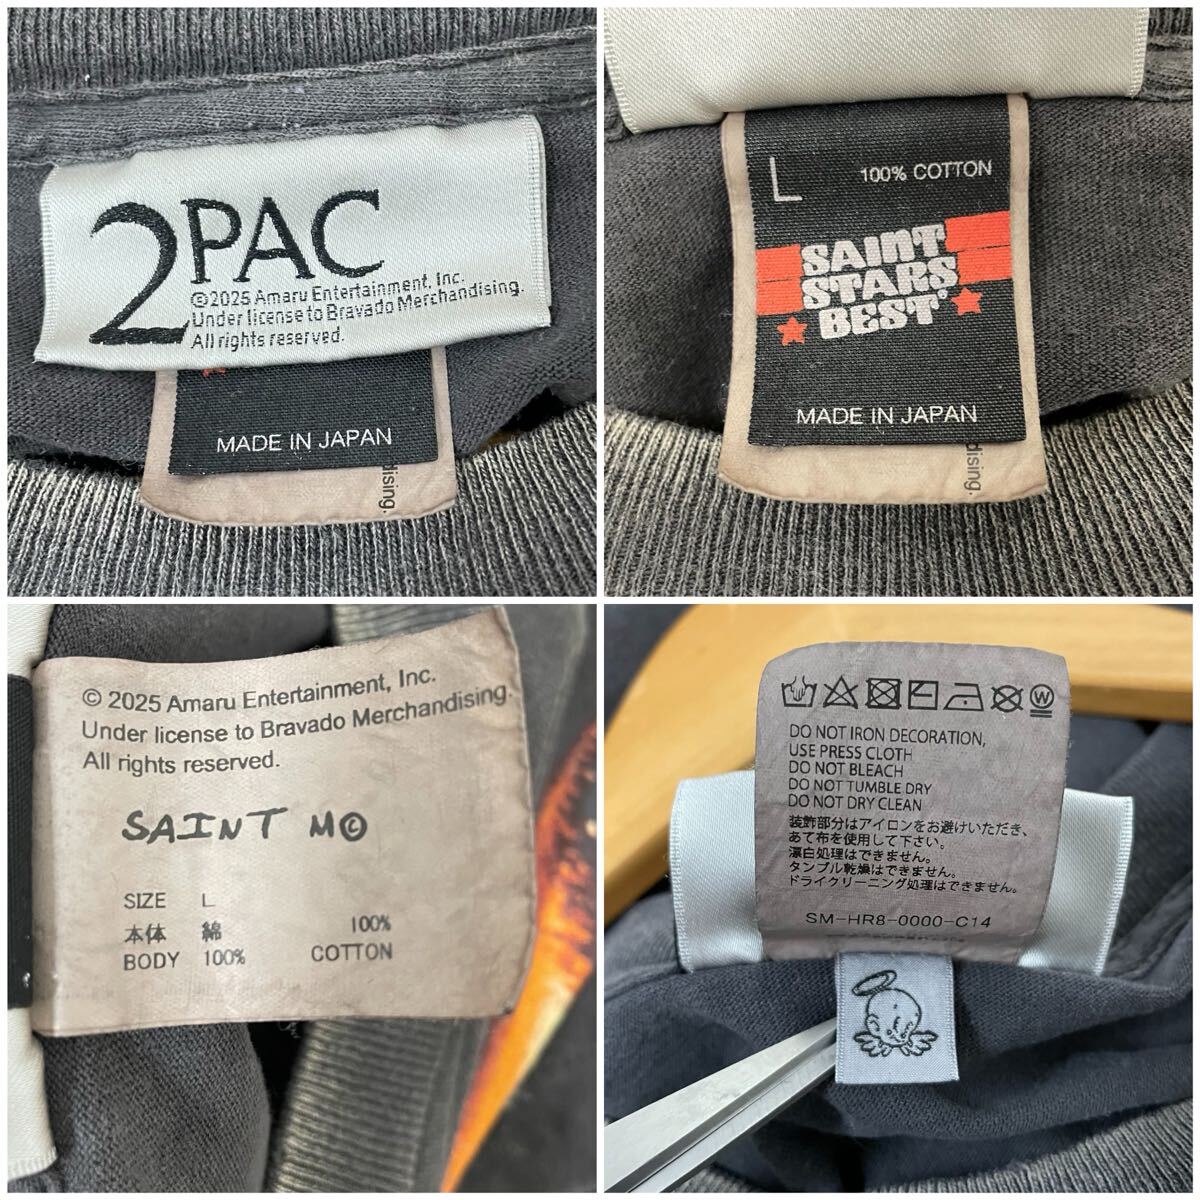 2PAC
©2025 Amaru Entertainment, Inc.
Under license to Bravado Merchandising.
All rights reserved.
MADE IN JAPAN
dising.
L
100% COTTON
SAINT
STARS
BEST
MADE IN JAPAN
dising.
© 2025 Amaru Entertainment, Inc.
Under license to Bravado Merchandising.
All rights reserved.
SAINT M©
SIZE L
本体 綿 100%
BODY 100% COTTON
W
DO NOT IRON DECORATION,
USE PRESS CLOTH
DO NOT BLEACH
DO NOT TUMBLE DRY
DO NOT DRY CLEAN
装飾部分はアイロンをお避けいただき、
あて布を使用して下さい。
漂白処理はできません。
タンブル乾燥はできません。
ドライクリーニング処理はできません。
SM-HR8-0000-C14